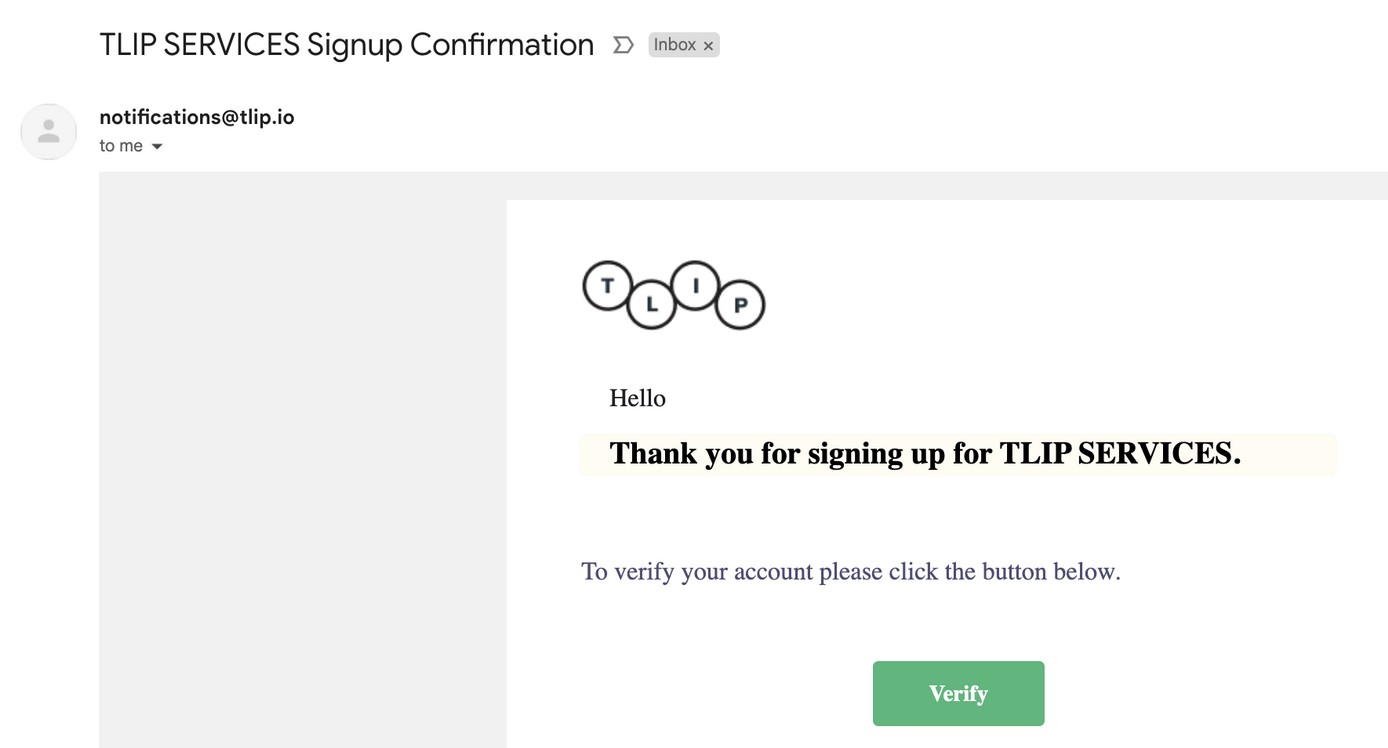 TLIP SERVICES Signup Confirmation Inbox ×
notifications@tlip.io
to me
T L I P
Hello
Thank you for signing up for TLIP SERVICES.
To verify your account please click the button below.
Verify